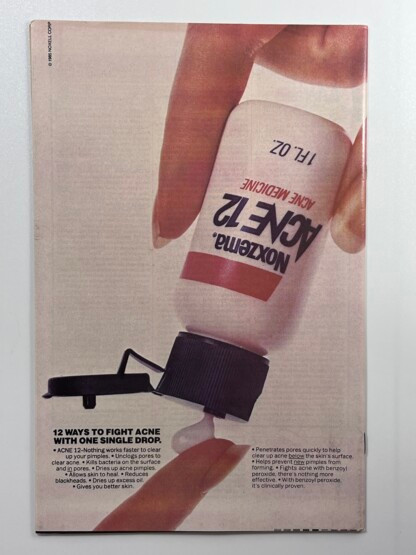 © 1985 NOXELL CORP.
1 FL. OZ.
ACNE MEDICINE
ACNE 12
Noxzema.
12 WAYS TO FIGHT ACNE
WITH ONE SINGLE DROP.
• ACNE 12–Nothing works faster to clear
up your pimples. • Unclogs pores to
clear acne. • Kills bacteria on the surface
and in pores. • Dries up acne pimples.
• Allows skin to heal. • Reduces
blackheads. • Dries up excess oil.
• Gives you better skin.
• Penetrates pores quickly to help
clear up acne below the skin's surface.
• Helps prevent new pimples from
forming. • Fights acne with benzoyl
peroxide, there's nothing more
effective. • With benzoyl peroxide,
it's clinically proven.